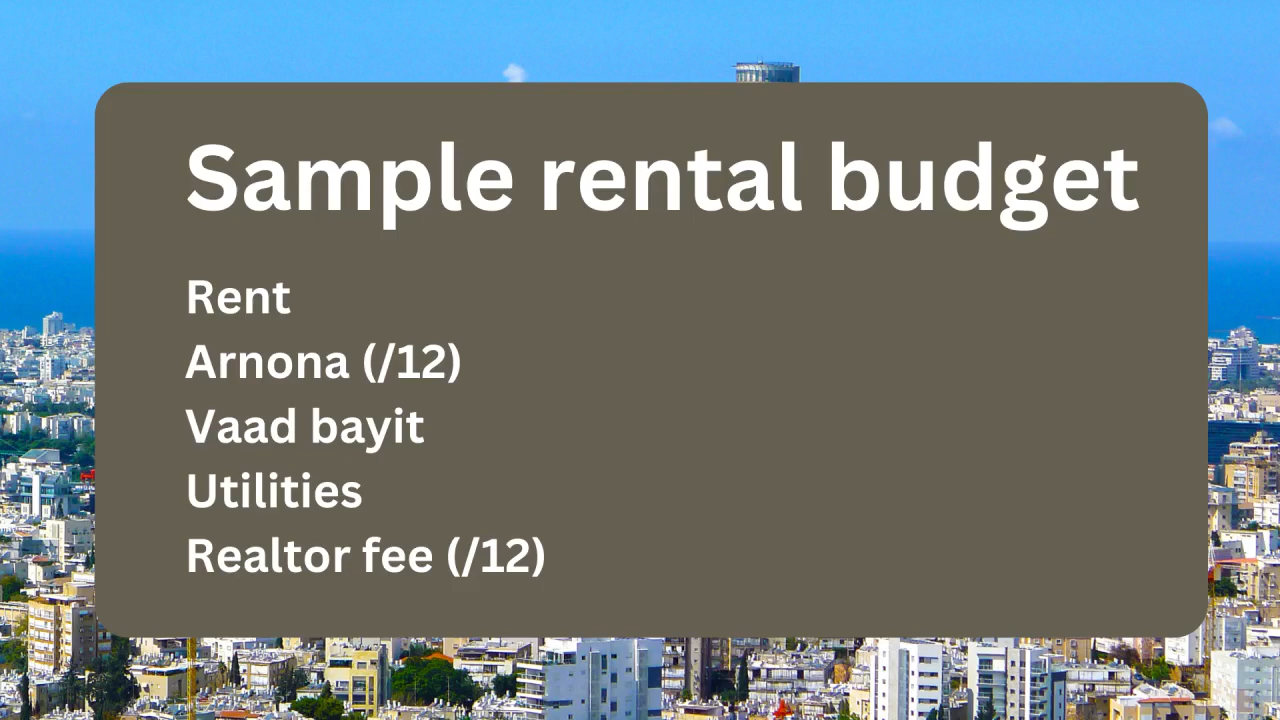 Sample rental budget
Rent
Arnona (/12)
Vaad bayit
Utilities
Realtor fee (/12)